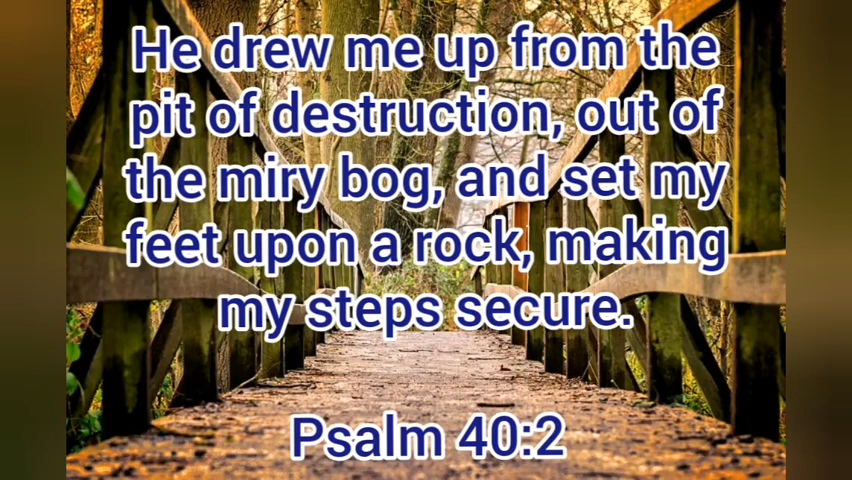 He drew me up from the
pit of destruction, out of
the miry bog, and set my
feet upon a rock, making
my steps secure.
Psalm 40:2